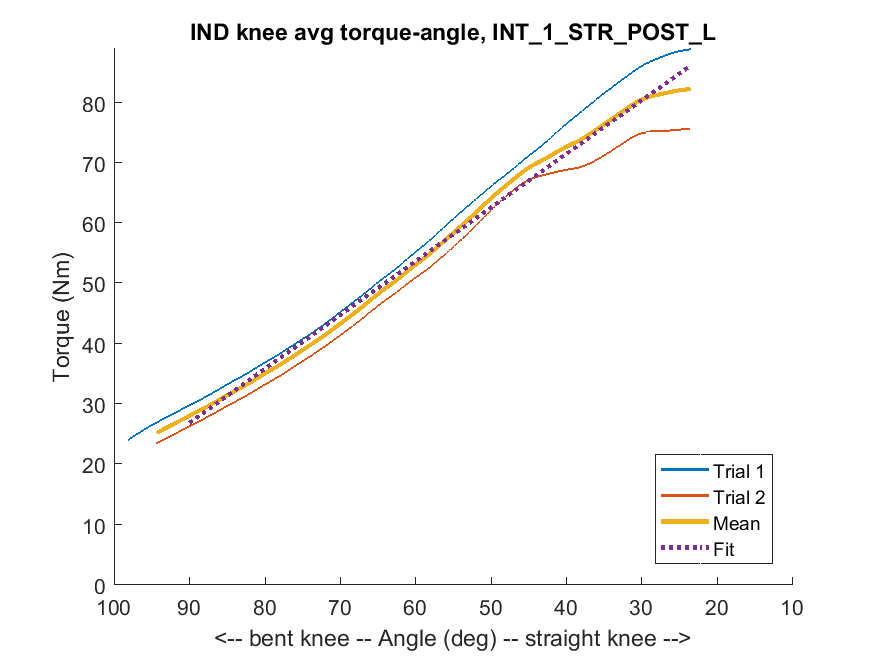 IND knee avg torque-angle, INT_1_STR_POST_L
Torque (Nm)
80
70
60
50
40
30
20
10
0
100 90 80 70 60 50 40 30 20 10
<-- bent knee -- Angle (deg) -- straight knee -->
Trial 1
Trial 2
Mean
Fit